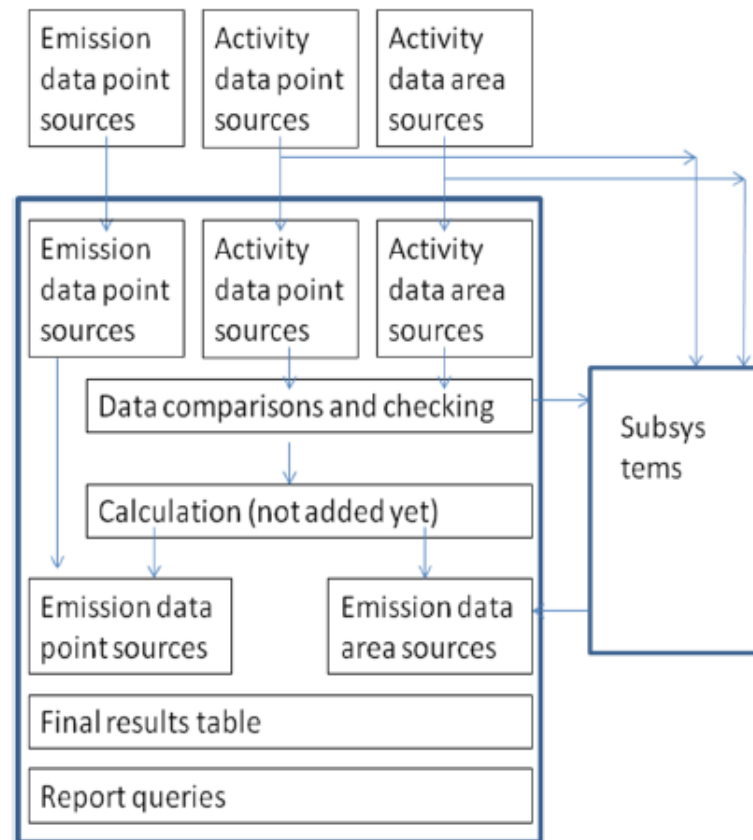 Emission
data point
sources
Activity
data point
sources
Activity
data area
sources
Emission
data point
sources
Activity
data point
sources
Activity
data area
sources
Data comparisons and checking
Subsys
tems
Calculation (not added yet)
Emission data
point sources
Emission data
area sources
Final results table
Report queries